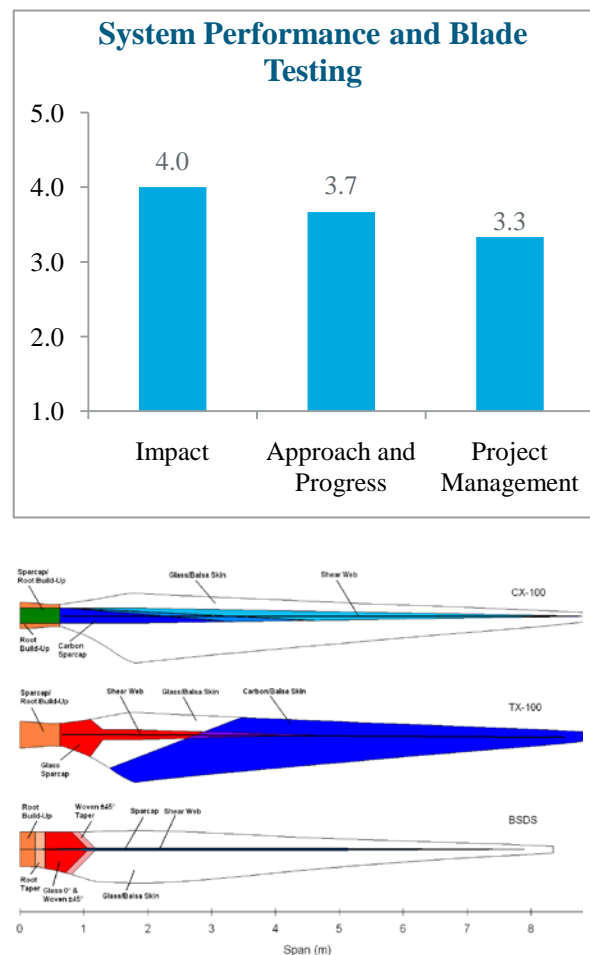 System Performance and Blade
Testing
5.0
4.0
3.0
2.0
1.0
4.0
3.7
3.3
Impact
Approach and
Progress
Project
Management
Sparcap/
Root Build-Up
Glass/Balsa Skin
Shear Web
CX-100
Root
Build-Up
Carbon
Sparcap
Sparcap/
Root Build-Up
Shear Web
Glass/Balsa Skin
Carbon/Balsa Skin
TX-100
Glass
Sparcap
Root
Build-Up
Woven ±45°
Taper
Sparcap
Shear Web
BSDS
Root
Taper
Glass 0° &
Woven ±45°
Glass/Balsa Skin
0
1
2
3
4
5
6
7
8
Span (m)